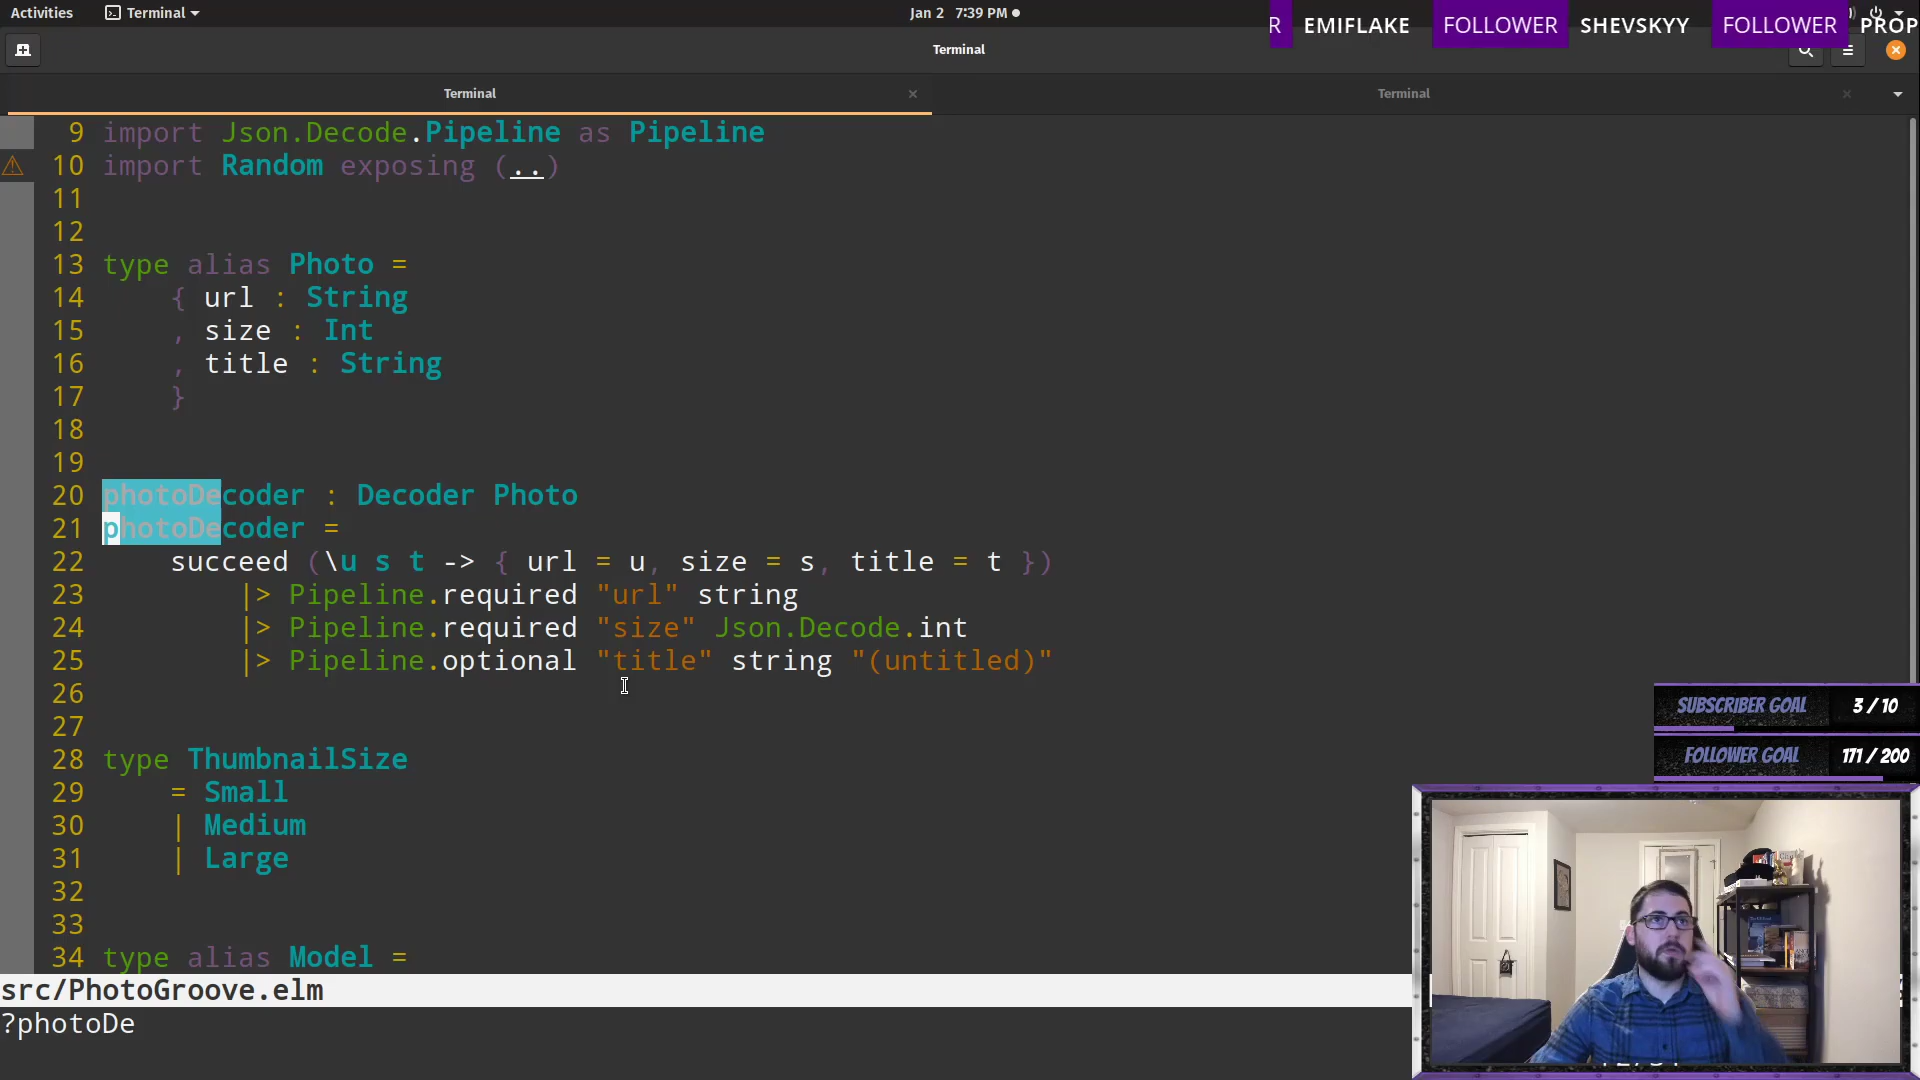 Activities
Terminal
Jan 2 7:39 PM
R EMIFLAKE FOLLOWER SHEVSKYY FOLLOWER PROP
Terminal
Terminal
Terminal
9 import Json.Decode.Pipeline as Pipeline
10 import Random exposing (..)
11
12
13 type alias Photo =
14 { url : String
15 , size : Int
16 , title : String
17 }
18
19
20 photoDecoder : Decoder Photo
21 photoDecoder =
22 succeed (\u s t -> { url = u, size = s, title = t })
23 |> Pipeline.required "url" string
24 |> Pipeline.required "size" Json.Decode.int
25 |> Pipeline.optional "title" string "(untitled)"
26
27
28 type ThumbnailSize
29 = Small
30 | Medium
31 | Large
32
33
34 type alias Model =
src/PhotoGroove.elm
?photoDe
SUBSCRIBER GOAL 3 / 10
FOLLOWER GOAL 171 / 200